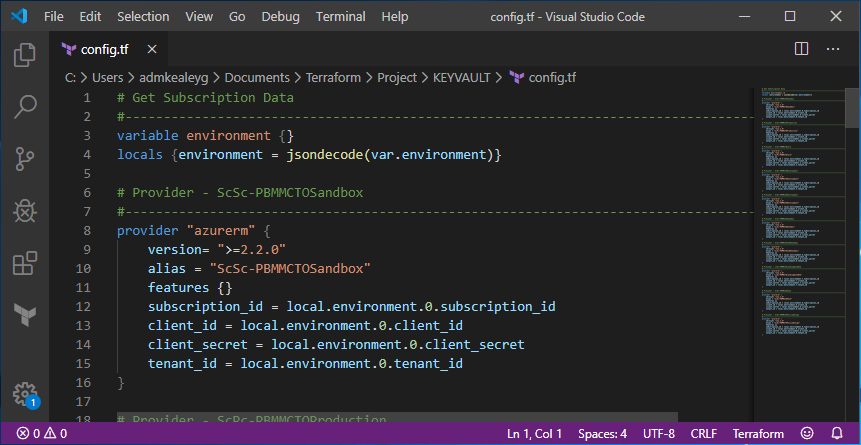 File Edit Selection View Go Debug Terminal Help config.tf - Visual Studio Code
config.tf
C: > Users > admkealeyg > Documents > Terraform > Project > KEYVAULT > config.tf
1 # Get Subscription Data
2 #-----------------------------------------------------------------------------------
3 variable environment {}
4 locals {environment = jsondecode(var.environment)}
5
6 # Provider - ScSc-PBMMCTOSandbox
7 #-----------------------------------------------------------------------------------
8 provider "azurerm" {
9 version= ">=2.2.0"
10 alias = "ScSc-PBMMCTOSandbox"
11 features {}
12 subscription_id = local.environment.0.subscription_id
13 client_id = local.environment.0.client_id
14 client_secret = local.environment.0.client_secret
15 tenant_id = local.environment.0.tenant_id
16 }
17
18 # Provider - ScPc-PBMMCTOProduction
1
0 0 Ln 1, Col 1 Spaces: 4 UTF-8 CRLF Terraform